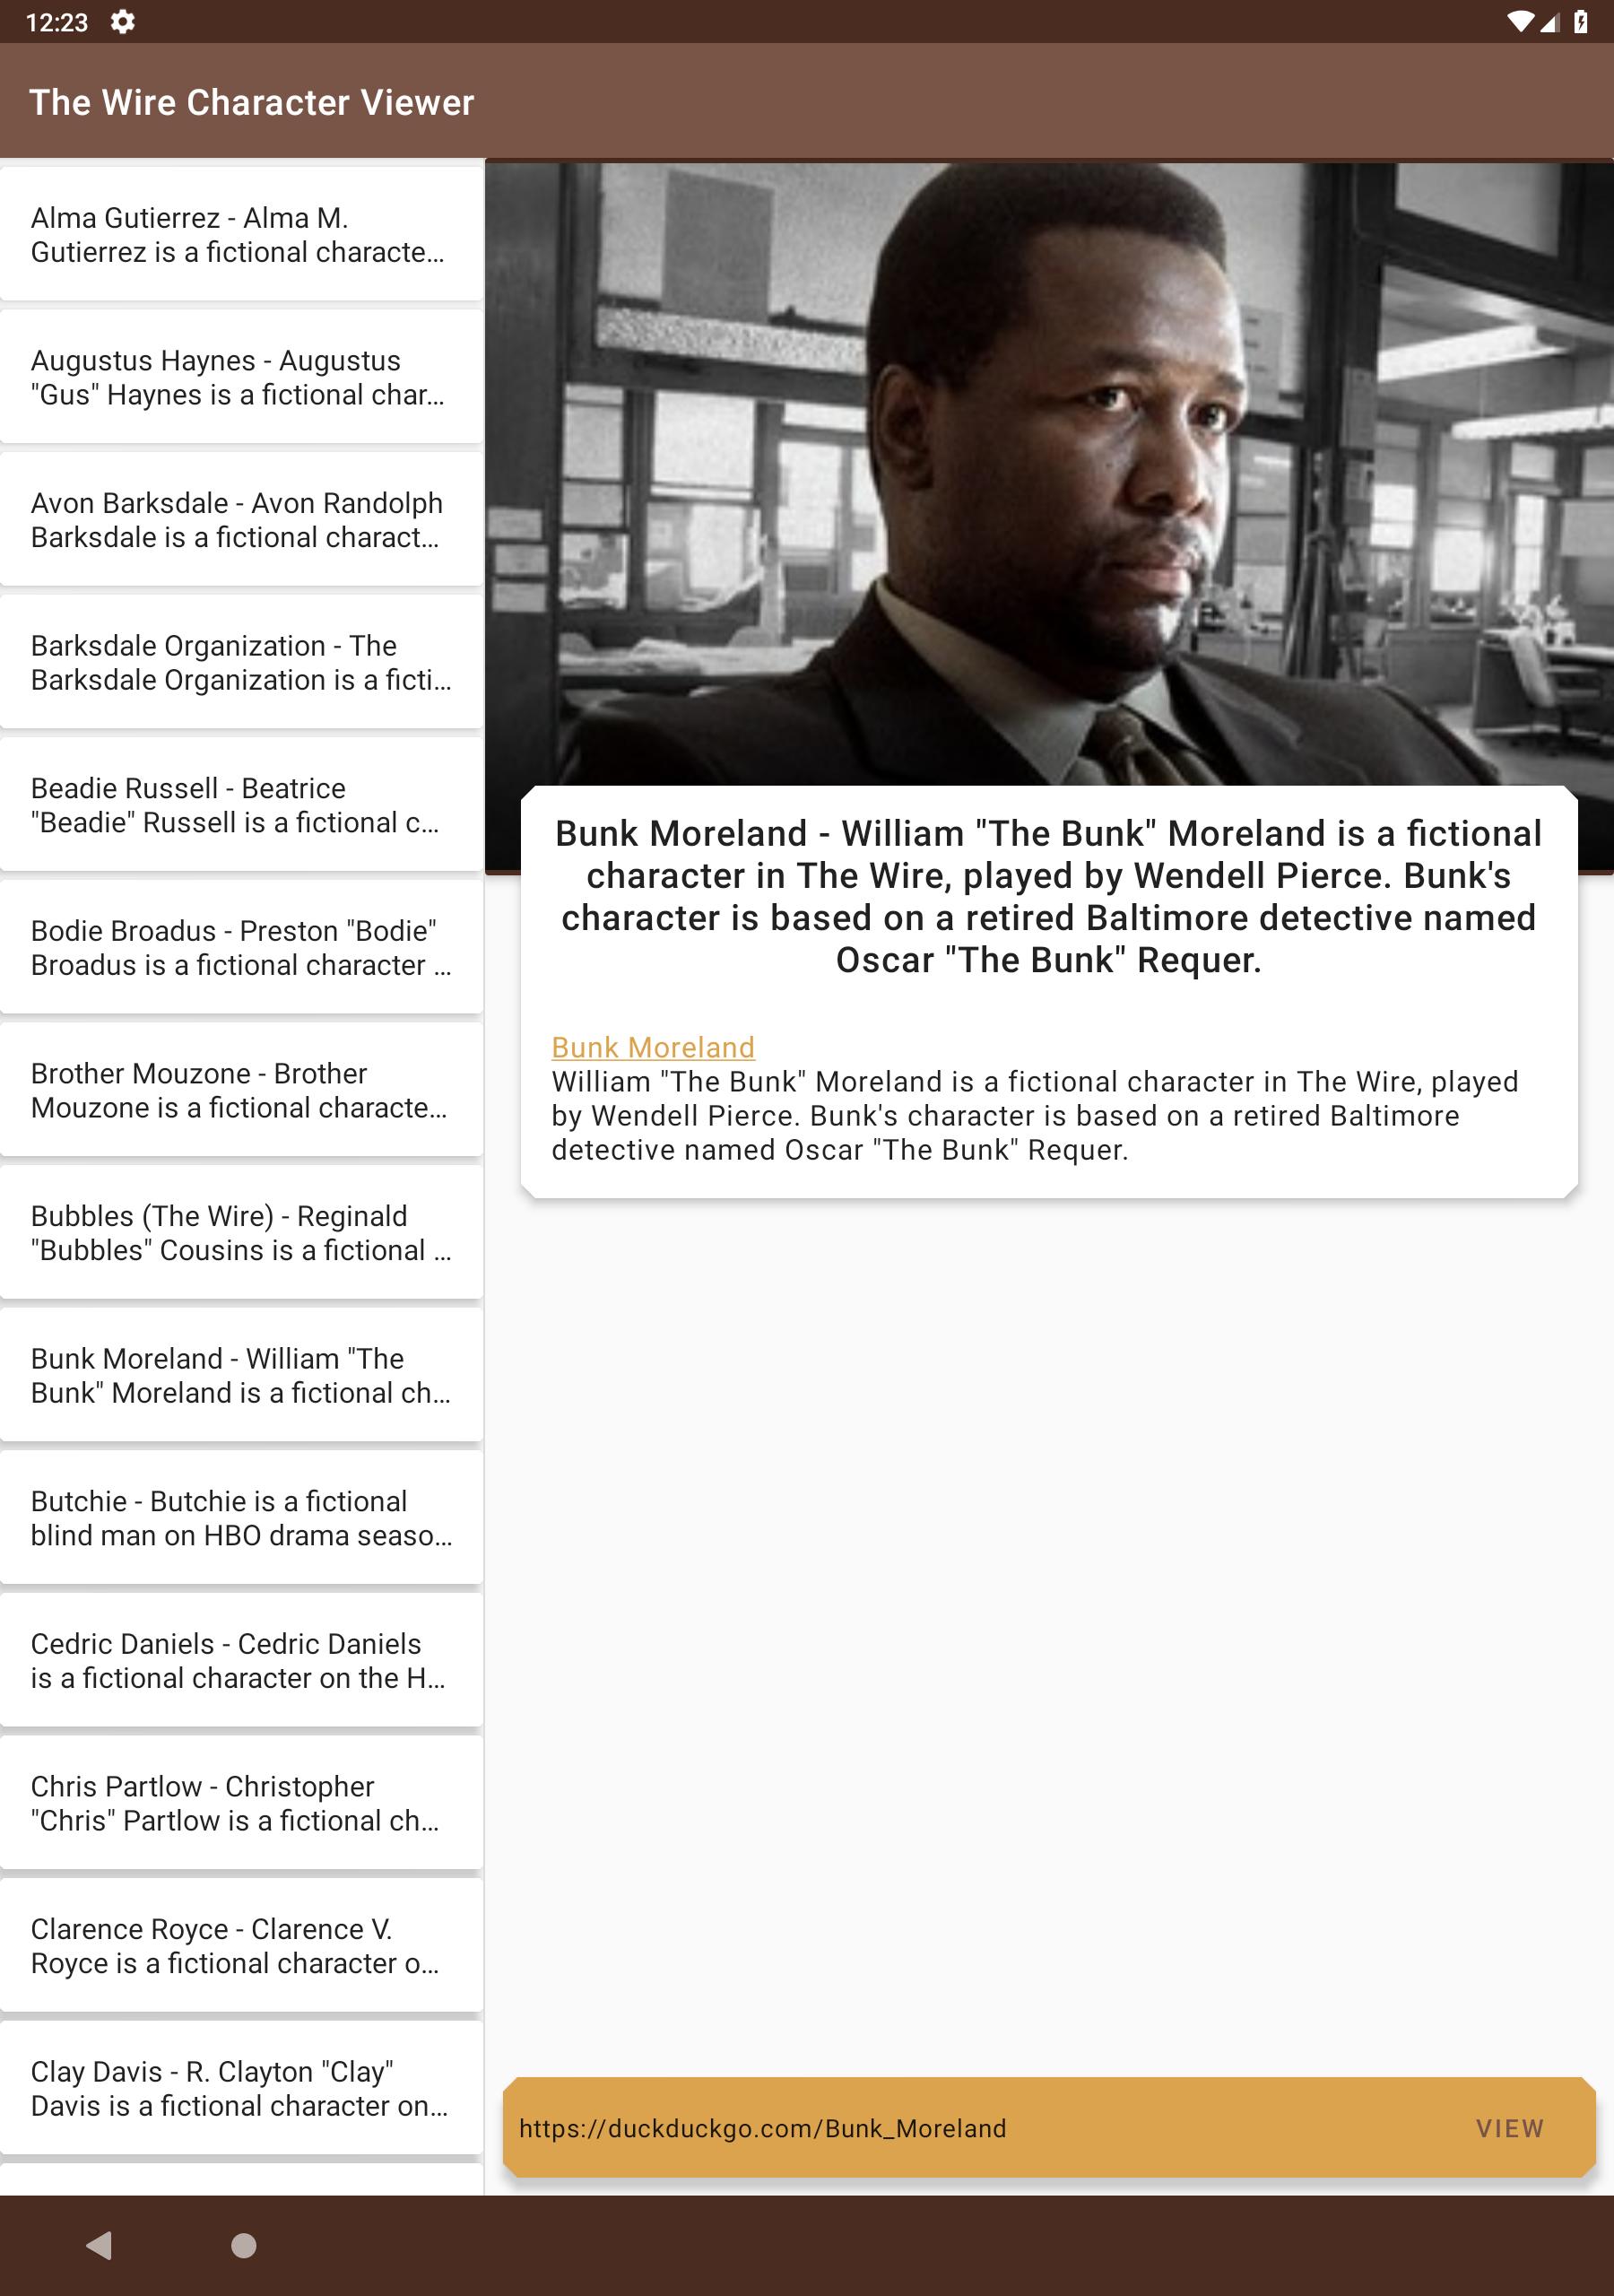 12:23
The Wire Character Viewer
Alma Gutierrez - Alma M.
Gutierrez is a fictional characte...
Augustus Haynes - Augustus
"Gus" Haynes is a fictional char...
Avon Barksdale - Avon Randolph
Barksdale is a fictional charact...
Barksdale Organization - The
Barksdale Organization is a ficti...
Beadie Russell - Beatrice
"Beadie" Russell is a fictional c...
Bodie Broadus - Preston "Bodie"
Broadus is a fictional character ...
Brother Mouzone - Brother
Mouzone is a fictional characte...
Bubbles (The Wire) - Reginald
"Bubbles" Cousins is a fictional ...
Bunk Moreland - William "The
Bunk" Moreland is a fictional ch...
Butchie - Butchie is a fictional
blind man on HBO drama seaso...
Cedric Daniels - Cedric Daniels
is a fictional character on the H...
Chris Partlow - Christopher
"Chris" Partlow is a fictional ch...
Clarence Royce - Clarence V.
Royce is a fictional character o...
Clay Davis - R. Clayton "Clay"
Davis is a fictional character on...
Bunk Moreland - William "The Bunk" Moreland is a fictional
character in The Wire, played by Wendell Pierce. Bunk's
character is based on a retired Baltimore detective named
Oscar "The Bunk" Requer.
Bunk Moreland
William "The Bunk" Moreland is a fictional character in The Wire, played
by Wendell Pierce. Bunk's character is based on a retired Baltimore
detective named Oscar "The Bunk" Requer.
https://duckduckgo.com/Bunk_Moreland
VIEW